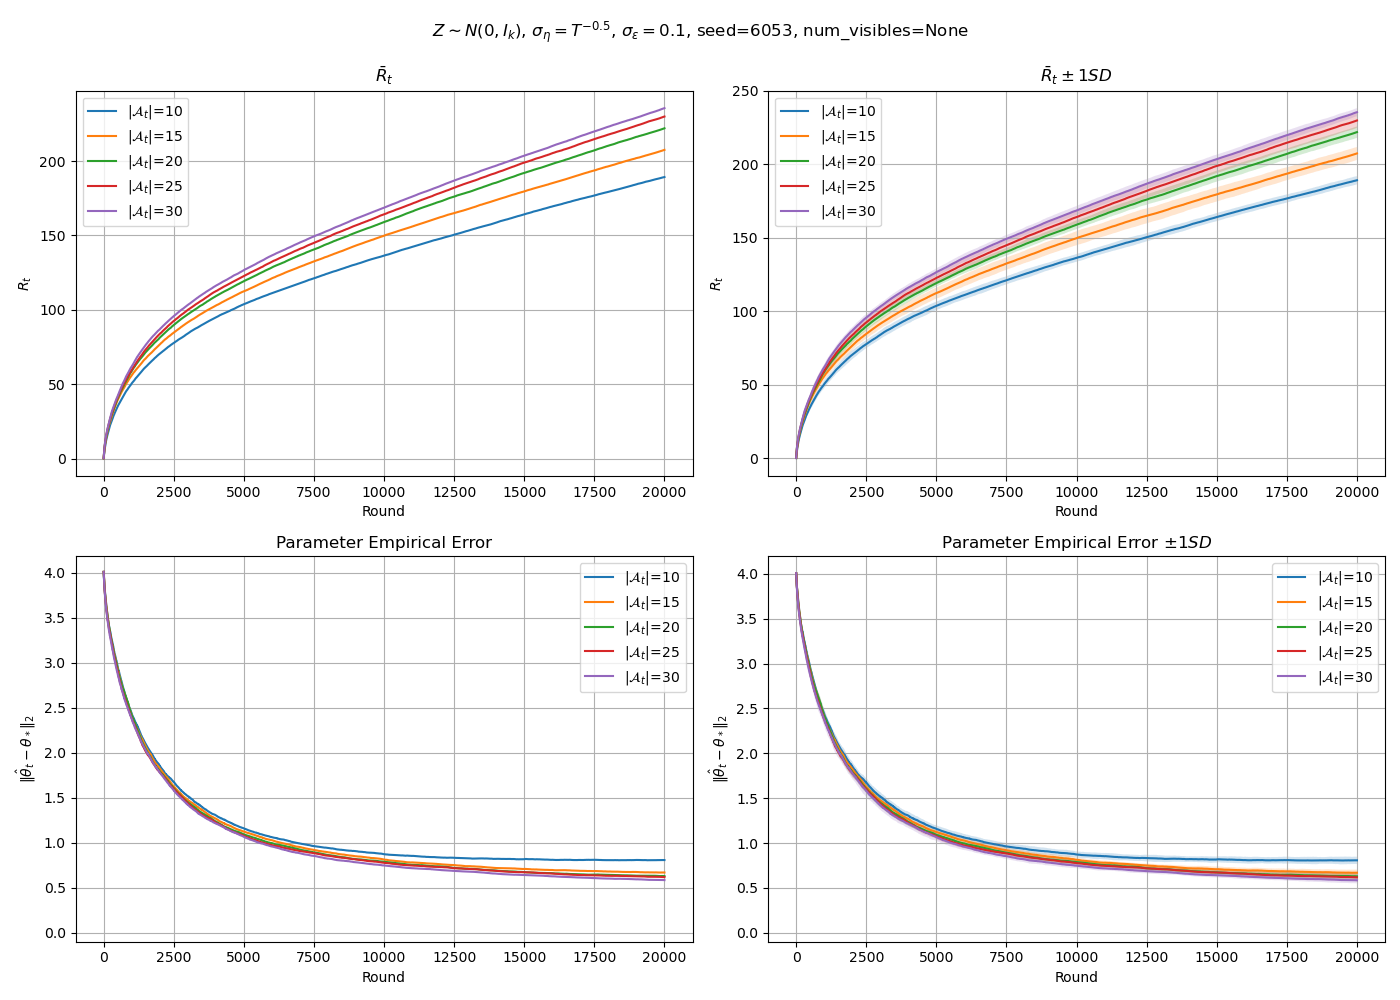 Z ~ N(0, I_k), σ_η = T^{-0.5}, σ_ε = 0.1, seed=6053, num_visibles=None
R̄_t
R̄_t ± 1SD
|𝒜_t|=10
|𝒜_t|=15
|𝒜_t|=20
|𝒜_t|=25
|𝒜_t|=30
R_t
200
150
100
50
0
0 2500 5000 7500 10000 12500 15000 17500 20000
Round
|𝒜_t|=10
|𝒜_t|=15
|𝒜_t|=20
|𝒜_t|=25
|𝒜_t|=30
R_t
250
200
150
100
50
0
0 2500 5000 7500 10000 12500 15000 17500 20000
Round
Parameter Empirical Error
|𝒜_t|=10
|𝒜_t|=15
|𝒜_t|=20
|𝒜_t|=25
|𝒜_t|=30
‖θ̂_t − θ_*‖_2
4.0
3.5
3.0
2.5
2.0
1.5
1.0
0.5
0.0
0 2500 5000 7500 10000 12500 15000 17500 20000
Round
Parameter Empirical Error ±1SD
|𝒜_t|=10
|𝒜_t|=15
|𝒜_t|=20
|𝒜_t|=25
|𝒜_t|=30
‖θ̂_t − θ_*‖_2
4.0
3.5
3.0
2.5
2.0
1.5
1.0
0.5
0.0
0 2500 5000 7500 10000 12500 15000 17500 20000
Round